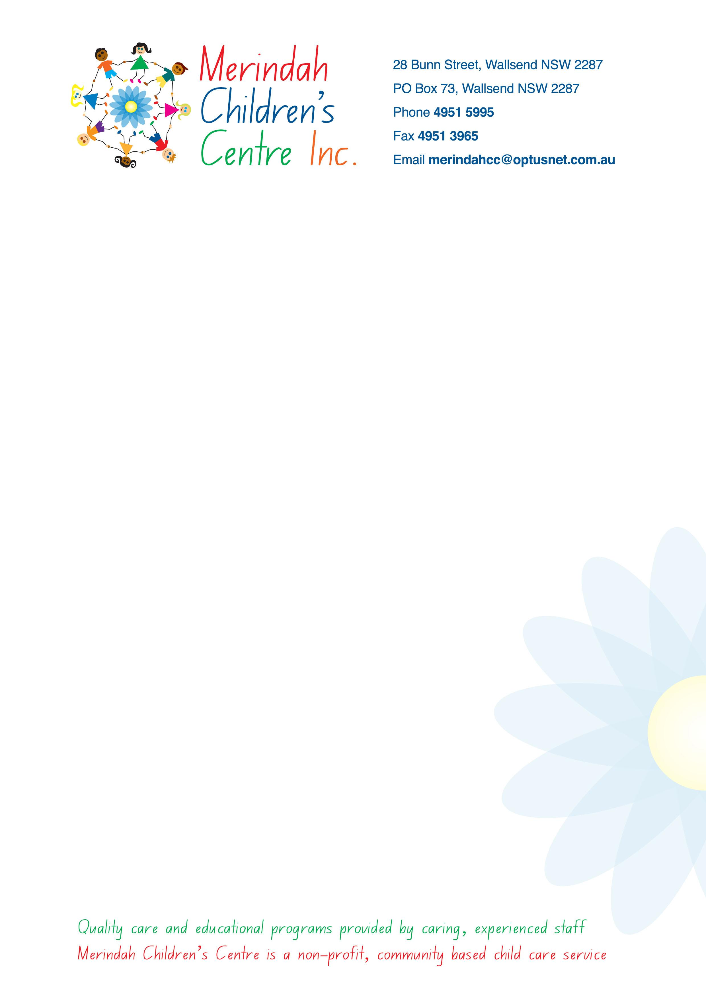 Merindah
Children’s
Centre Inc.
28 Bunn Street, Wallsend NSW 2287
PO Box 73, Wallsend NSW 2287
Phone 4951 5995
Fax 4951 3965
Email merindahcc@optusnet.com.au
Quality care and educational programs provided by caring, experienced staff
Merindah Children’s Centre is a non-profit, community based child care service